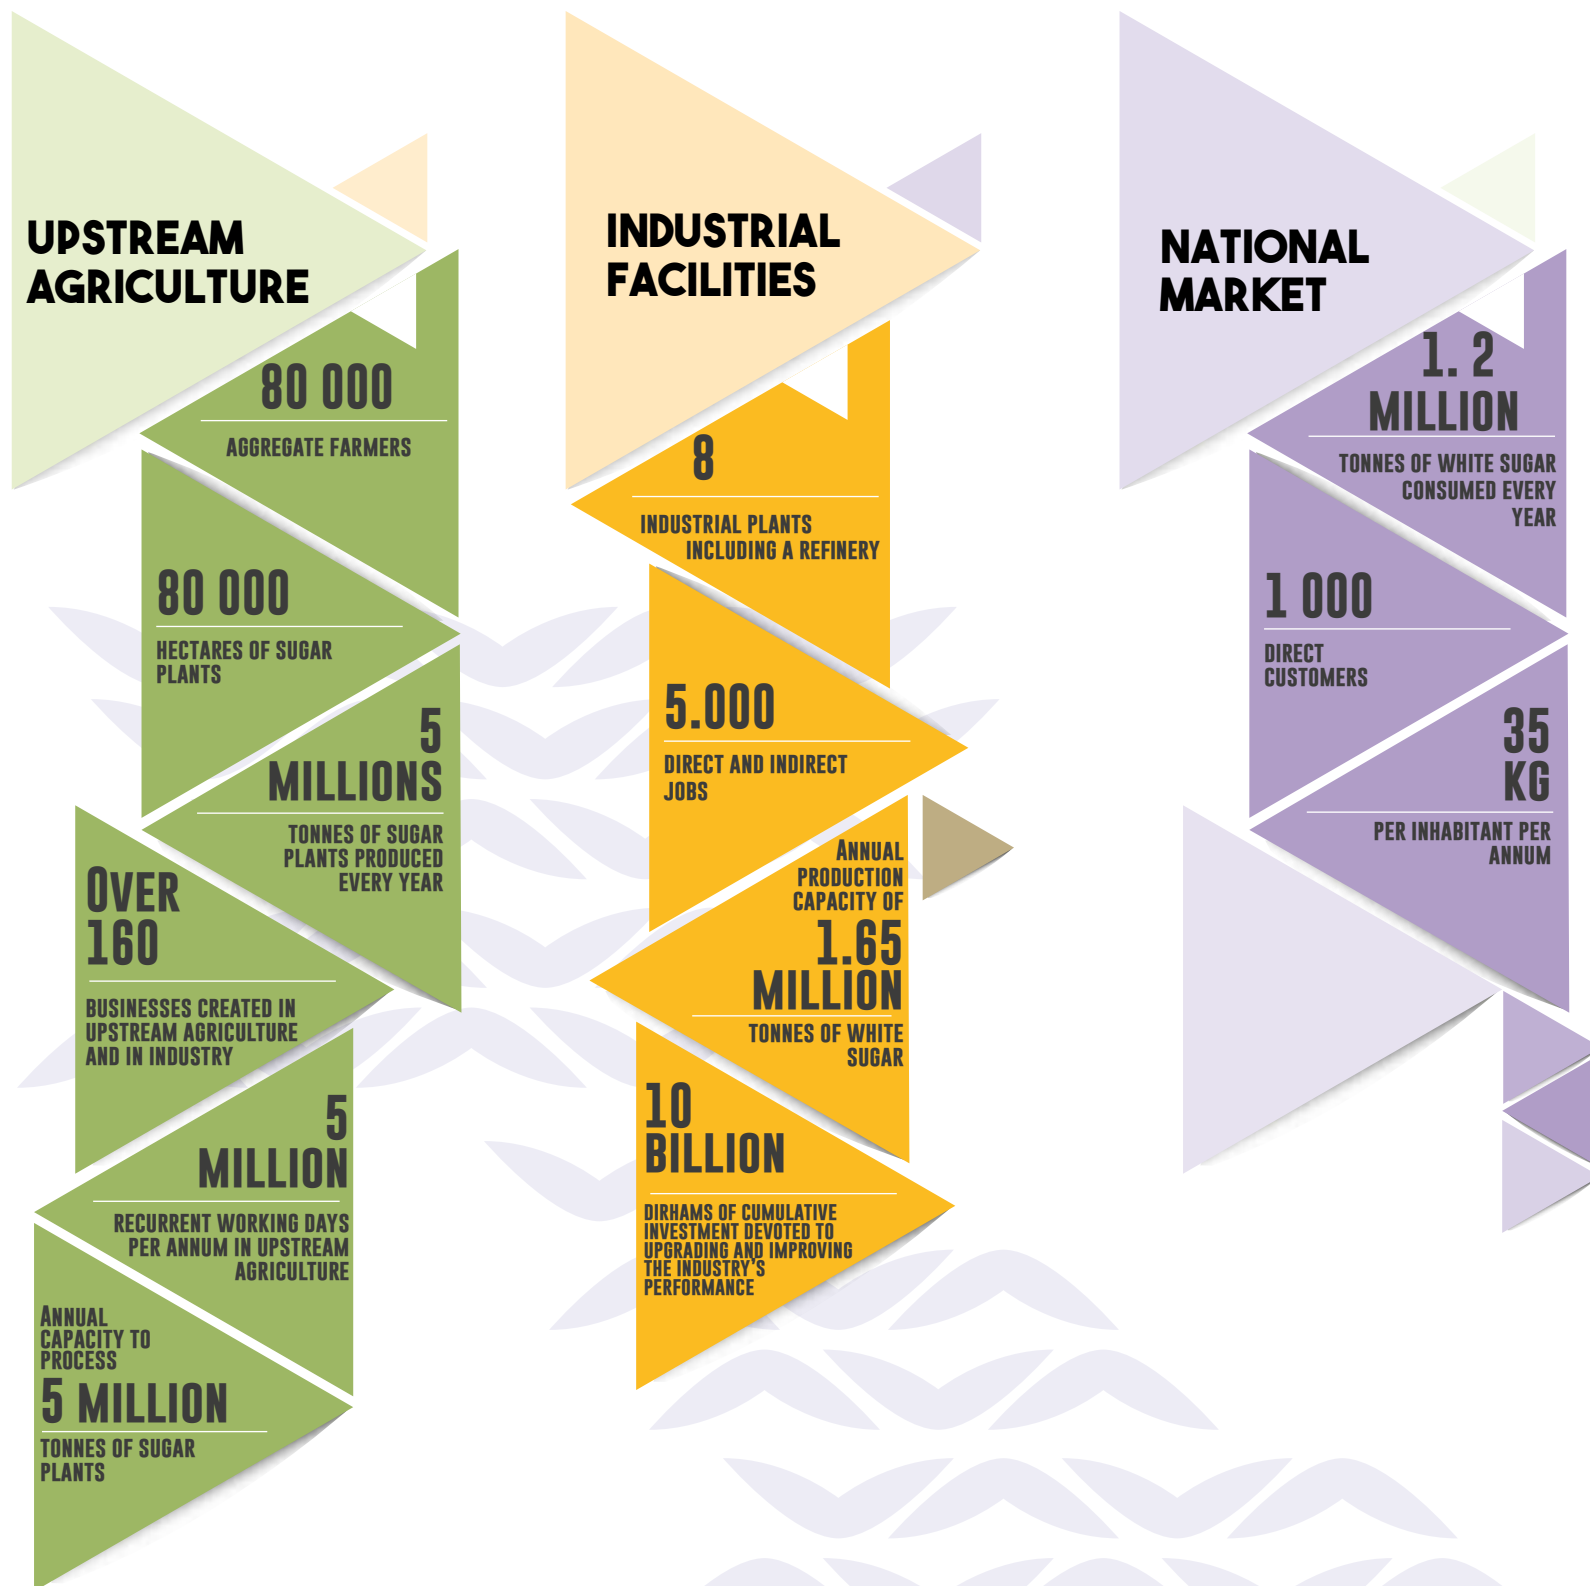 UPSTREAM
AGRICULTURE
80 000
AGGREGATE FARMERS
80 000
HECTARES OF SUGAR
PLANTS
5
MILLIONS
TONNES OF SUGAR
PLANTS PRODUCED
EVERY YEAR
OVER
160
BUSINESSES CREATED IN
UPSTREAM AGRICULTURE
AND IN INDUSTRY
5
MILLION
RECURRENT WORKING DAYS
PER ANNUM IN UPSTREAM
AGRICULTURE
ANNUAL
CAPACITY TO
PROCESS
5 MILLION
TONNES OF SUGAR
PLANTS
INDUSTRIAL
FACILITIES
8
INDUSTRIAL PLANTS
INCLUDING A REFINERY
5.000
DIRECT AND INDIRECT
JOBS
ANNUAL
PRODUCTION
CAPACITY OF
1.65
MILLION
TONNES OF WHITE
SUGAR
10
BILLION
DIRHAMS OF CUMULATIVE
INVESTMENT DEVOTED TO
UPGRADING AND IMPROVING
THE INDUSTRY'S
PERFORMANCE
NATIONAL
MARKET
1. 2
MILLION
TONNES OF WHITE SUGAR
CONSUMED EVERY
YEAR
1 000
DIRECT
CUSTOMERS
35
KG
PER INHABITANT PER
ANNUM